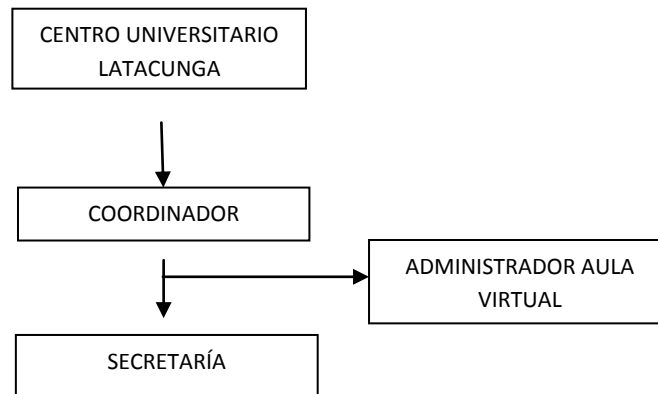 CENTRO UNIVERSITARIO
LATACUNGA
COORDINADOR
ADMINISTRADOR AULA
VIRTUAL
SECRETARÍA